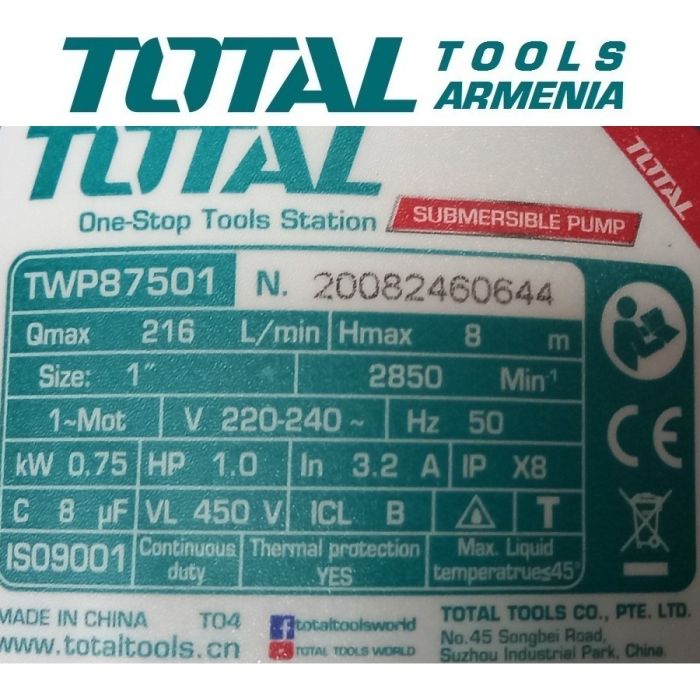 TOTAL TOOLS
ARMENIA
TOTAL
TOTAL
One-Stop Tools Station
SUBMERSIBLE PUMP
TWP87501 N. 20082460644
Qmax 216 L/min Hmax 8 m
Size: 1" 2850 Min-1
1~Mot V 220-240 ~ Hz 50
kW 0.75 HP 1.0 In 3.2 A IP X8
C 8 µF VL 450 V ICL B T
ISO9001 Continuous duty Thermal protection YES Max. Liquid temperatrue≤45°
CE
MADE IN CHINA T04 totaltoolsworld TOTAL TOOLS CO., PTE. LTD.
www.totaltools.cn TOTAL TOOLS WORLD No.45 Songbei Road,
Suzhou Industrial Park, China.